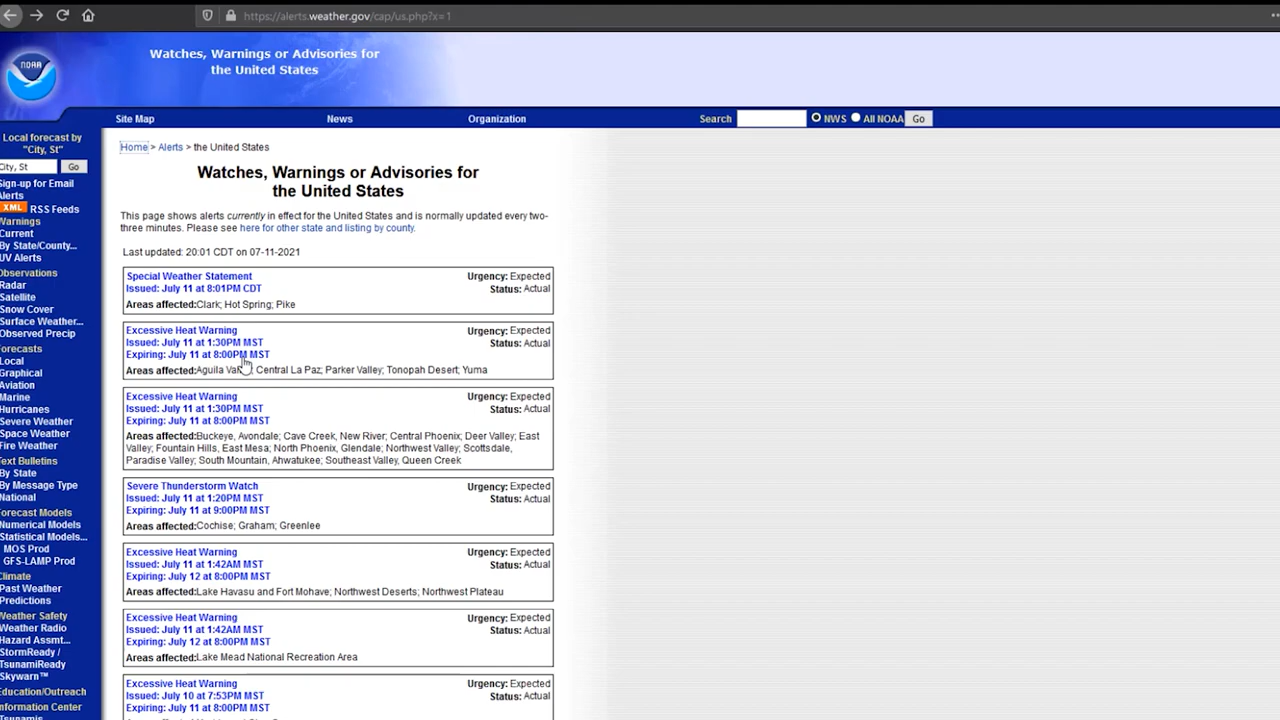 https://alerts.weather.gov/cap/us.php?x=1
NOAA
Watches, Warnings or Advisories for
the United States
Site Map
News
Organization
Search
NWS
All NOAA
Go
Local forecast by
"City, St"
City, St
Go
Sign-up for Email
Alerts
XML RSS Feeds
Warnings
Current
By State/County...
UV Alerts
Observations
Radar
Satellite
Snow Cover
Surface Weather...
Observed Precip
Forecasts
Local
Graphical
Aviation
Marine
Hurricanes
Severe Weather
Space Weather
Fire Weather
Text Bulletins
By State
By Message Type
National
Forecast Models
Numerical Models
Statistical Models...
MOS Prod
GFS-LAMP Prod
Climate
Past Weather
Predictions
Weather Safety
Weather Radio
Hazard Assmt...
StormReady /
TsunamiReady
Skywarn™
Education/Outreach
Information Center
Tsunamis
Home > Alerts > the United States
Watches, Warnings or Advisories for
the United States
This page shows alerts currently in effect for the United States and is normally updated every two-
three minutes. Please see here for other state and listing by county.
Last updated: 20:01 CDT on 07-11-2021
Special Weather Statement
Urgency: Expected
Issued: July 11 at 8:01PM CDT
Status: Actual
Areas affected:Clark; Hot Spring; Pike
Excessive Heat Warning
Urgency: Expected
Issued: July 11 at 1:30PM MST
Status: Actual
Expiring: July 11 at 8:00PM MST
Areas affected:Aguila Central La Paz; Parker Valley; Tonopah Desert; Yuma
Excessive Heat Warning
Urgency: Expected
Issued: July 11 at 1:30PM MST
Status: Actual
Expiring: July 11 at 8:00PM MST
Areas affected:Buckeye, Avondale; Cave Creek, New River; Central Phoenix; Deer Valley; East
Valley; Fountain Hills, East Mesa; North Phoenix, Glendale; Northwest Valley; Scottsdale,
Paradise Valley; South Mountain, Ahwatukee; Southeast Valley, Queen Creek
Severe Thunderstorm Watch
Urgency: Expected
Issued: July 11 at 1:20PM MST
Status: Actual
Expiring: July 11 at 9:00PM MST
Areas affected:Cochise; Graham; Greenlee
Excessive Heat Warning
Urgency: Expected
Issued: July 11 at 1:42AM MST
Status: Actual
Expiring: July 12 at 8:00PM MST
Areas affected:Lake Havasu and Fort Mohave; Northwest Deserts; Northwest Plateau
Excessive Heat Warning
Urgency: Expected
Issued: July 11 at 1:42AM MST
Status: Actual
Expiring: July 12 at 8:00PM MST
Areas affected:Lake Mead National Recreation Area
Excessive Heat Warning
Urgency: Expected
Issued: July 10 at 7:53PM MST
Status: Actual
Expiring: July 11 at 8:00PM MST